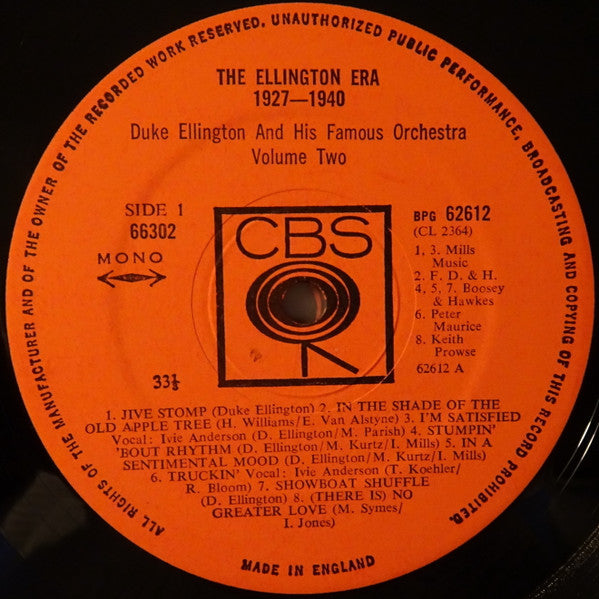 ALL RIGHTS OF THE MANUFACTURER AND OF THE OWNER OF THE RECORDED WORK RESERVED. UNAUTHORIZED PUBLIC PERFORMANCE, BROADCASTING AND COPYING OF THIS RECORD PROHIBITED.
THE ELLINGTON ERA
1927—1940
Duke Ellington And His Famous Orchestra
Volume Two
SIDE 1
66302
MONO
33⅓
CBS
BPG 62612
(CL 2364)
1, 3. Mills
Music
2. F. D. & H.
4, 5, 7. Boosey
& Hawkes
6. Peter
Maurice
8. Keith
Prowse
62612 A
1. JIVE STOMP (Duke Ellington) 2. IN THE SHADE OF THE
OLD APPLE TREE (H. Williams/E. Van Alstyne) 3. I'M SATISFIED
Vocal: Ivie Anderson (D. Ellington/M. Parish) 4. STUMPIN'
'BOUT RHYTHM (D. Ellington/M. Kurtz/I. Mills) 5. IN A
SENTIMENTAL MOOD (D. Ellington/M. Kurtz/I. Mills)
6. TRUCKIN' Vocal: Ivie Anderson (T. Koehler/
R. Bloom) 7. SHOWBOAT SHUFFLE
(D. Ellington) 8. (THERE IS) NO
GREATER LOVE (M. Symes/
I. Jones)
MADE IN ENGLAND